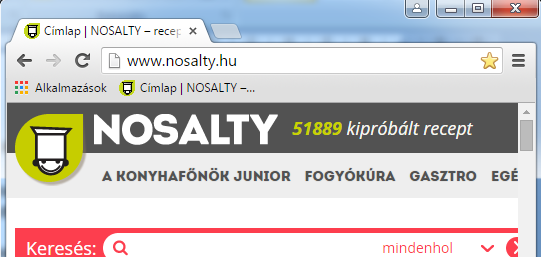 Címlap | NOSALTY – recep
www.nosalty.hu
Alkalmazások Címlap | NOSALTY –...
NOSALTY 51889 kipróbált recept
A KONYHAFŐNÖK JUNIOR FOGYÓKÚRA GASZTRO EGÉ
Keresés: mindenhol